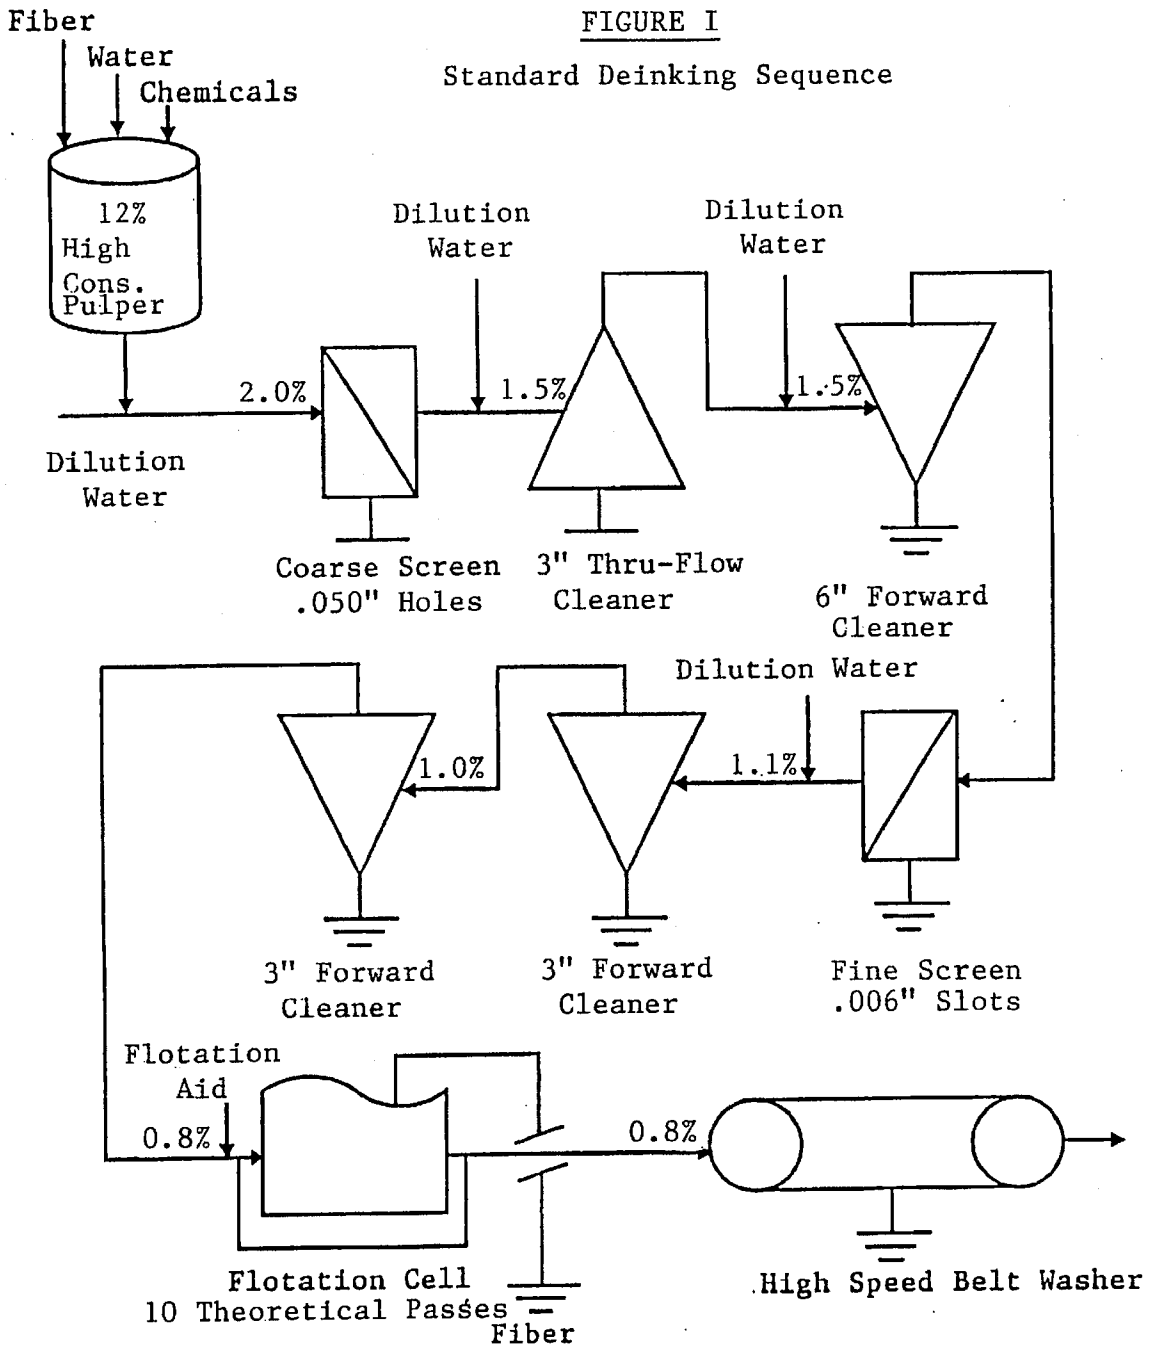 FIGURE I
Standard Deinking Sequence
Fiber
Water
Chemicals
12%
High
Cons.
Pulper
Dilution
Water
2.0%
Coarse Screen
.050" Holes
Dilution
Water
1.5%
3" Thru-Flow
Cleaner
Dilution
Water
1.5%
6" Forward
Cleaner
Dilution Water
1.1%
Fine Screen
.006" Slots
3" Forward
Cleaner
1.0%
3" Forward
Cleaner
Flotation
Aid
0.8%
Flotation Cell
10 Theoretical Passes
Fiber
0.8%
High Speed Belt Washer